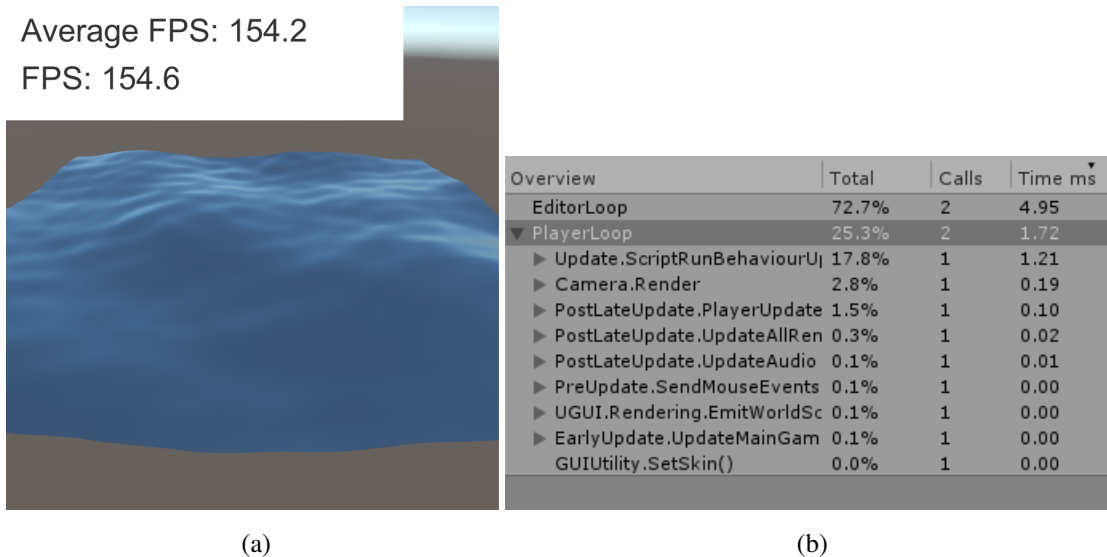 Average FPS: 154.2
FPS: 154.6
Overview Total Calls Time ms
EditorLoop 72.7% 2 4.95
PlayerLoop 25.3% 2 1.72
Update.ScriptRunBehaviourU 17.8% 1 1.21
Camera.Render 2.8% 1 0.19
PostLateUpdate.PlayerUpdate 1.5% 1 0.10
PostLateUpdate.UpdateAllRen 0.3% 1 0.02
PostLateUpdate.UpdateAudio 0.1% 1 0.01
PreUpdate.SendMouseEvents 0.1% 1 0.00
UGUI.Rendering.EmitWorldSc 0.1% 1 0.00
EarlyUpdate.UpdateMainGam 0.1% 1 0.00
GUIUtility.SetSkin() 0.0% 1 0.00
(a) (b)